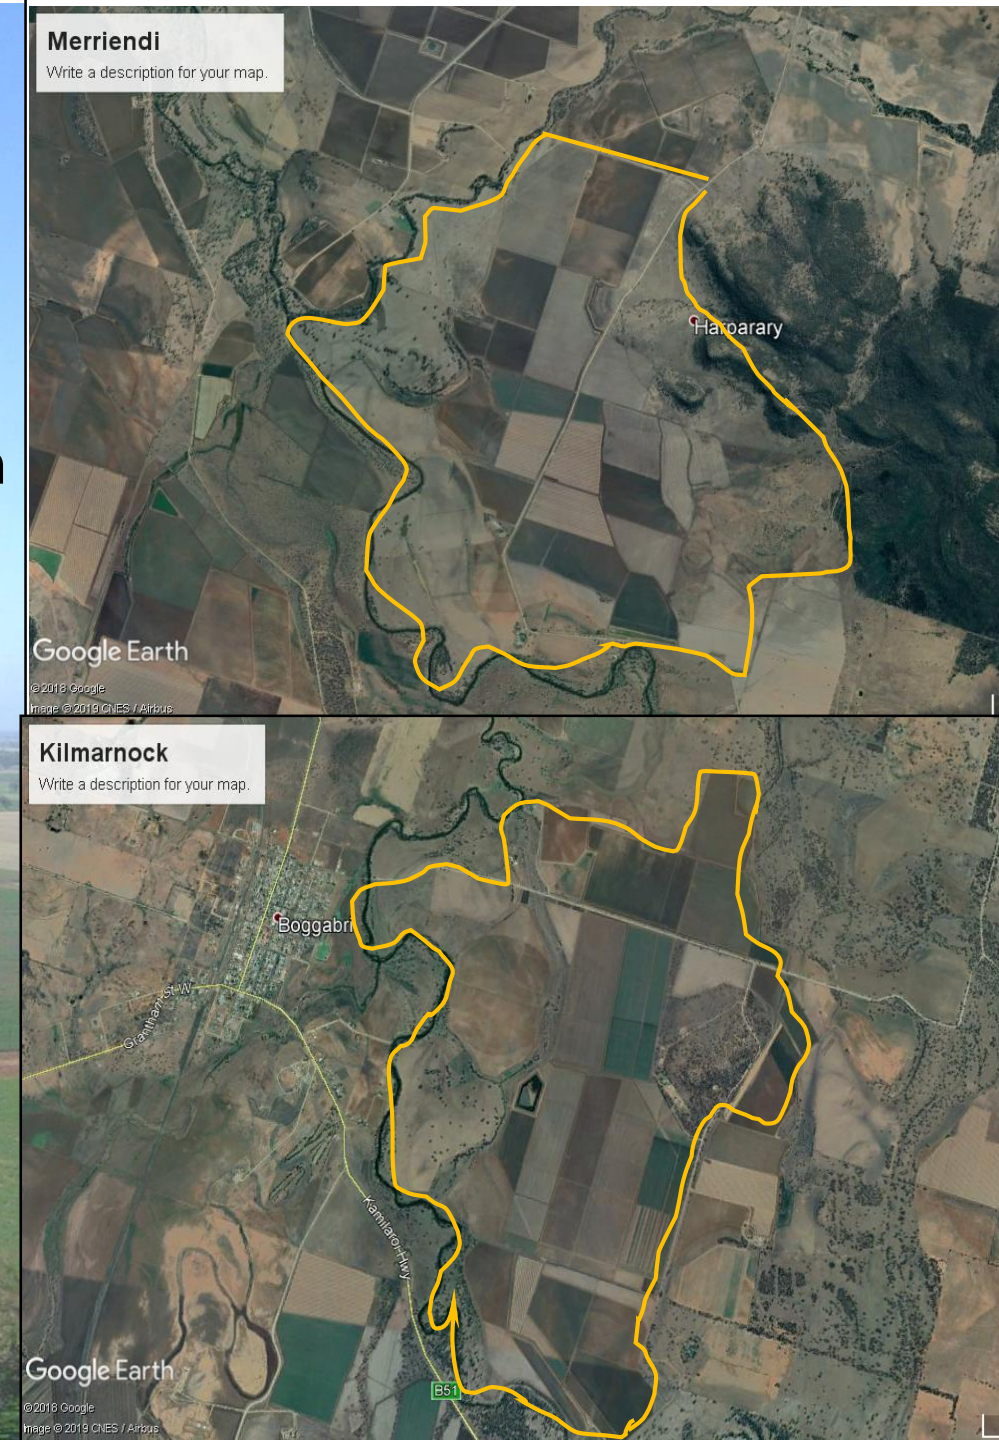 Merriendi
Write a description for your map.
Harparary
Google Earth
©2018 Google
Image ©2019 CNES / Airbus
Kilmarnock
Write a description for your map.
Boggabri
Grantham St W
Kamilaroi Hwy
B51
Google Earth
©2018 Google
Image ©2019 CNES / Airbus